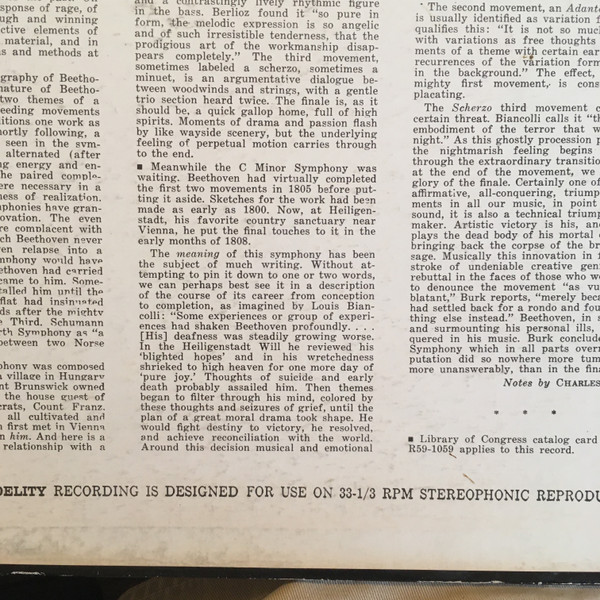 sponse of rage, of
ugh and winning
ective elements of
material, and in
s and methods at
ography of Beetho-
nature of Beetho-
two themes of a
eeding movements
ditions one work as
ortly following, a
seen in the sym-
alternated (after
ng energy and en-
he paired comple-
ere necessary in a
ness of realization.
phonies have gran-
ovation. The even
re complacent with
ch Beethoven never
ven relapse into a
mphony would have
ethoven had carried
came to him. Some-
called him until the
flat had insinuated
ds after the mighty
Third. Schumann
rth Symphony as "a
between two Norse
phony was composed
a village in Hungary
nt Brunswick owned
the house guest of
crats, Count Franz.
all cultivated and
n first met in Vienna
n him. And here is a
relationship with a
and a contrastingly lively rhythmic figure
in the bass. Berlioz found it "so pure in
form, the melodic expression is so angelic
and of such irresistible tenderness, that the
prodigious art of the workmanship disap-
pears completely." The third movement,
sometimes labeled a scherzo, sometimes a
minuet, is an argumentative dialogue be-
tween woodwinds and strings, with a gentle
trio section heard twice. The finale is, as it
should be, a quick gallop home, full of high
spirits. Moments of drama and passion flash
by like wayside scenery, but the underlying
feeling of perpetual motion carries through
to the end.
■ Meanwhile the C Minor Symphony was
waiting. Beethoven had virtually completed
the first two movements in 1805 before put-
ting it aside. Sketches for the work had been
made as early as 1800. Now, at Heiligen-
stadt, his favorite country sanctuary near
Vienna, he put the final touches to it in the
early months of 1808.
The meaning of this symphony has been
the subject of much writing. Without at-
tempting to pin it down to one or two words,
we can perhaps best see it in a description
of the course of its career from conception
to completion, as imagined by Louis Bian-
colli: "Some experiences or group of experi-
ences had shaken Beethoven profoundly. . . .
[His] deafness was steadily growing worse.
In the Heiligenstadt Will he reviewed his
'blighted hopes' and in his wretchedness
shrieked to high heaven for one more day of
'pure joy.' Thoughts of suicide and early
death probably assailed him. Then themes
began to filter through his mind, colored by
these thoughts and seizures of grief, until the
plan of a great moral drama took shape. He
would fight destiny to victory, he resolved,
and achieve reconciliation with the world.
Around this decision musical and emotional
The second movement, an Adante
is usually identified as variation f
qualifies this: "It is not so muc
with variations as free thoughts
ments of a theme with certain ear
recurrences of the variation form
in the background." The effect,
mighty first movement, is cons
placating.
The Scherzo third movement c
certain threat. Biancolli calls it "th
embodiment of the terror that w
night." As this ghostly procession p
the nightmarish feeling begins
through the extraordinary transitio
at the end of the movement, we
glory of the finale. Certainly one of
affirmative, all-conquering, triump
ments in all our music, in point
sound, it is also a technical triump
maker. Artistic victory is his, and
plays the dead body of his mortal e
bringing back the corpse of the br
sage. Musically this innovation in f
stroke of undeniable creative geni
rebuttal in the faces of those who we
to denounce the movement "as vu
blatant," Burk reports, "merely beca
had settled back for a rondo and fou
thing else instead." Beethoven, in s
and surmounting his personal ills,
quered in his music. Burk conclude
Symphony which in all parts over
putation did so nowhere more tum
more unanswerably, than in the fina
Notes by CHARLES
* * *
■ Library of Congress catalog card
R59-1059 applies to this record.
DELITY RECORDING IS DESIGNED FOR USE ON 33-1/3 RPM STEREOPHONIC REPRODU